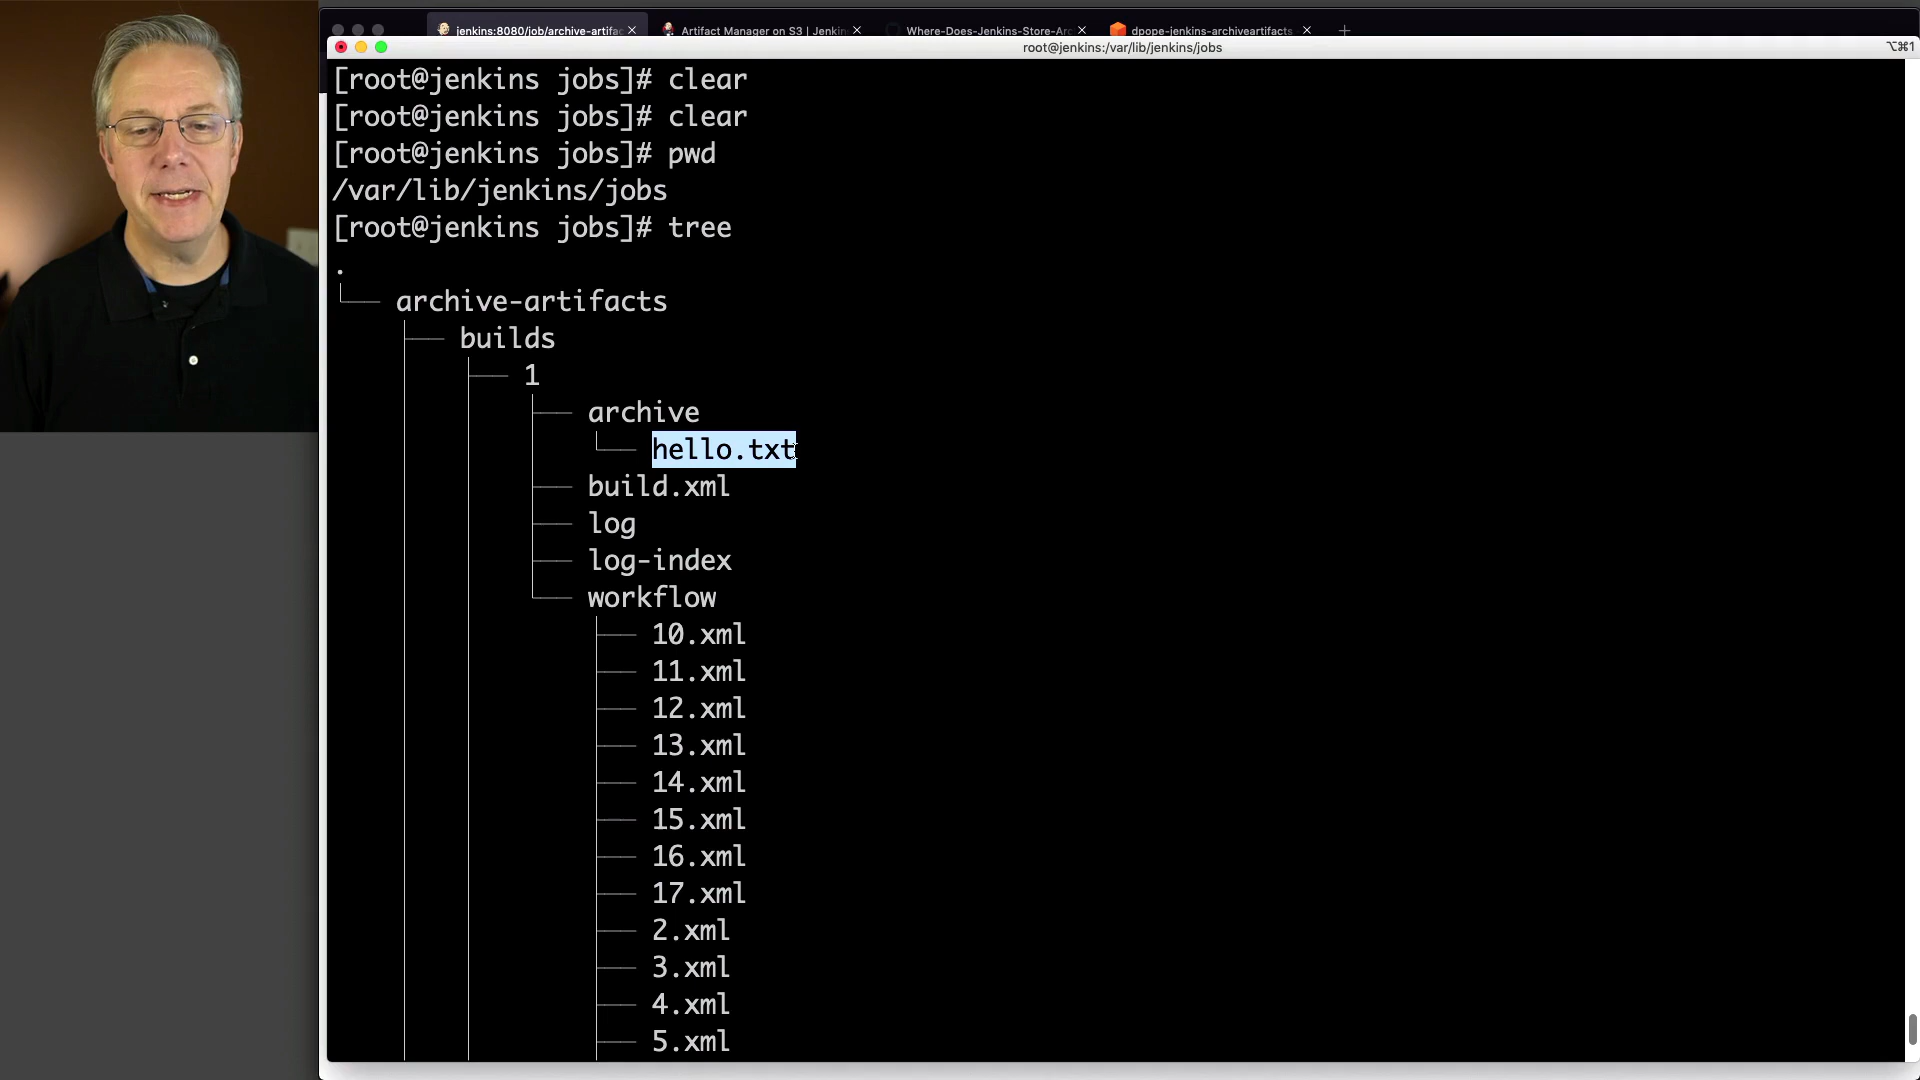 jenkins:8080/job/archive-artifac
Artifact Manager on S3 | Jenkin
Where-Does-Jenkins-Store-Ar
dpope-jenkins-archiveartifacts
root@jenkins:/var/lib/jenkins/jobs
⌥⌘1
[root@jenkins jobs]# clear
[root@jenkins jobs]# clear
[root@jenkins jobs]# pwd
/var/lib/jenkins/jobs
[root@jenkins jobs]# tree
.
└── archive-artifacts
├── builds
├── 1
├── archive
└── hello.txt
├── build.xml
├── log
├── log-index
└── workflow
├── 10.xml
├── 11.xml
├── 12.xml
├── 13.xml
├── 14.xml
├── 15.xml
├── 16.xml
├── 17.xml
├── 2.xml
├── 3.xml
├── 4.xml
├── 5.xml